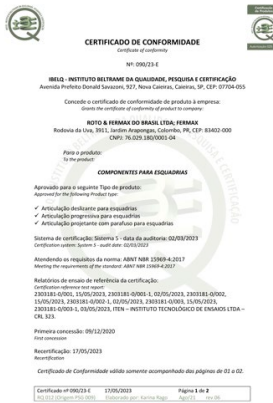 CERTIFICADO DE CONFORMIDADE
Certificate of conformity
Nº: 090/23-E
IBELQ - INSTITUTO BELTRAME DA QUALIDADE, PESQUISA E CERTIFICAÇÃO
Avenida Prefeito Donald Savazoni, 927, Nova Caieiras, Caieiras, SP, CEP: 07704-055
Concede o certificado de conformidade de produto à empresa:
Grants the certificate of conformity of product to company:
ROTO & FERMAX DO BRASIL LTDA; FERMAX
Rodovia da Uva, 3911, Jardim Arapongas, Colombo, PR, CEP: 83402-000
CNPJ: 76.029.180/0001-04
Para o produto:
To the product:
COMPONENTES PARA ESQUADRIAS
Aprovado para o seguinte Tipo de produto:
Approved for the following Product type:
✓ Articulação deslizante para esquadrias
✓ Articulação progressiva para esquadrias
✓ Articulação projetante com parafuso para esquadrias
Sistema de certificação: Sistema 5 - data da auditoria: 02/03/2023
Certification system: System 5 - audit date: 02/03/2023
Atendendo as requisitos da norma: ABNT NBR 15969-4:2017
Meeting the requirements of the standard: ABNT NBR 15969-4:2017
Relatórios de ensaio de referência da certificação:
Certification reference test report:
2303181-0/001, 15/05/2023, 2303181-0/001-1, 02/05/2023, 2303181-0/002,
15/05/2023, 2303181-0/002-1, 02/05/2023, 2303181-0/003, 15/05/2023,
2303181-0/003-1, 03/05/2023, ITEN – INSTITUTO TECNOLÓGICO DE ENSAIOS LTDA –
CRL 323.
Primeira concessão: 09/12/2020
First concession
Recertificação: 17/05/2023
Recertification
Certificado de Conformidade válido somente acompanhado das páginas de 01 a 02.
Certificado nº 090/23-E 17/05/2023 Página 1 de 2
Elaborado por: Karina Rago Ago/21 rev 06